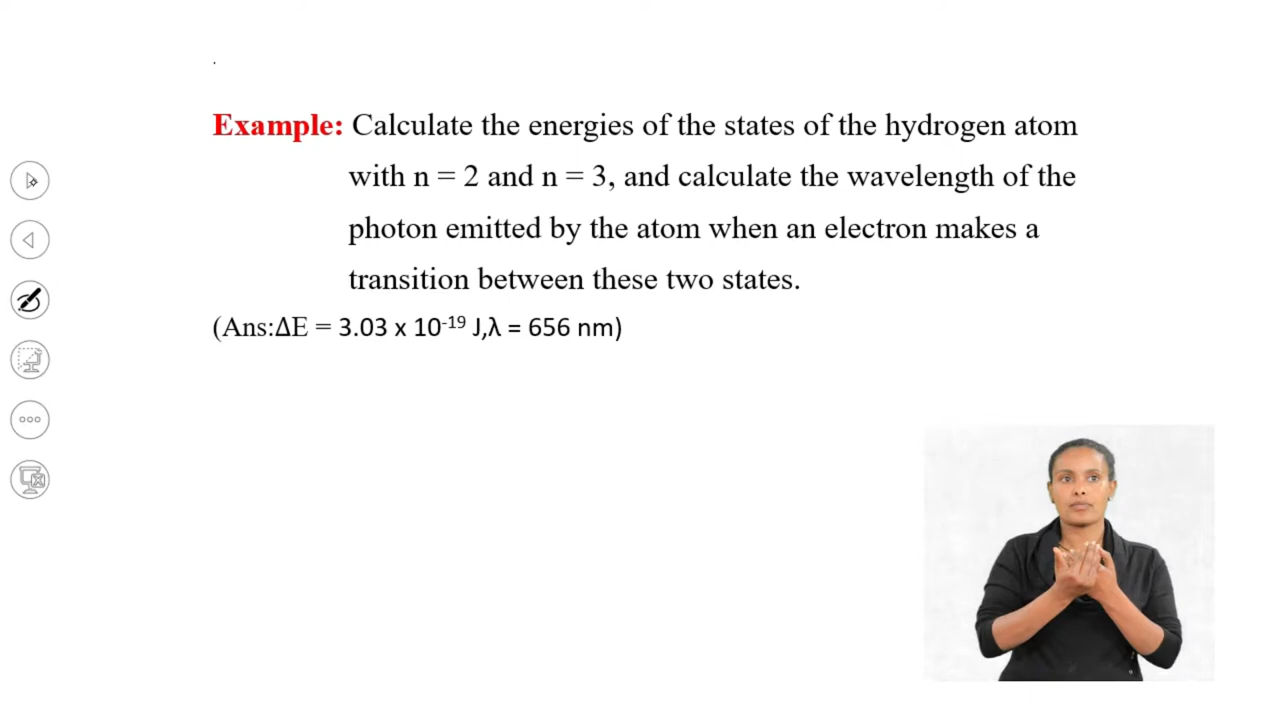 Example: Calculate the energies of the states of the hydrogen atom
with n = 2 and n = 3, and calculate the wavelength of the
photon emitted by the atom when an electron makes a
transition between these two states.
(Ans:ΔE = 3.03 x 10⁻¹⁹ J,λ = 656 nm)